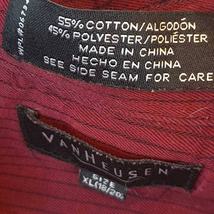 55% COTTON/ALGODÓN
45% POLYESTER/POLIÉSTER
MADE IN CHINA
HECHO EN CHINA
SEE SIDE SEAM FOR CARE
VANHEUSEN
SIZE
XL(18/20)